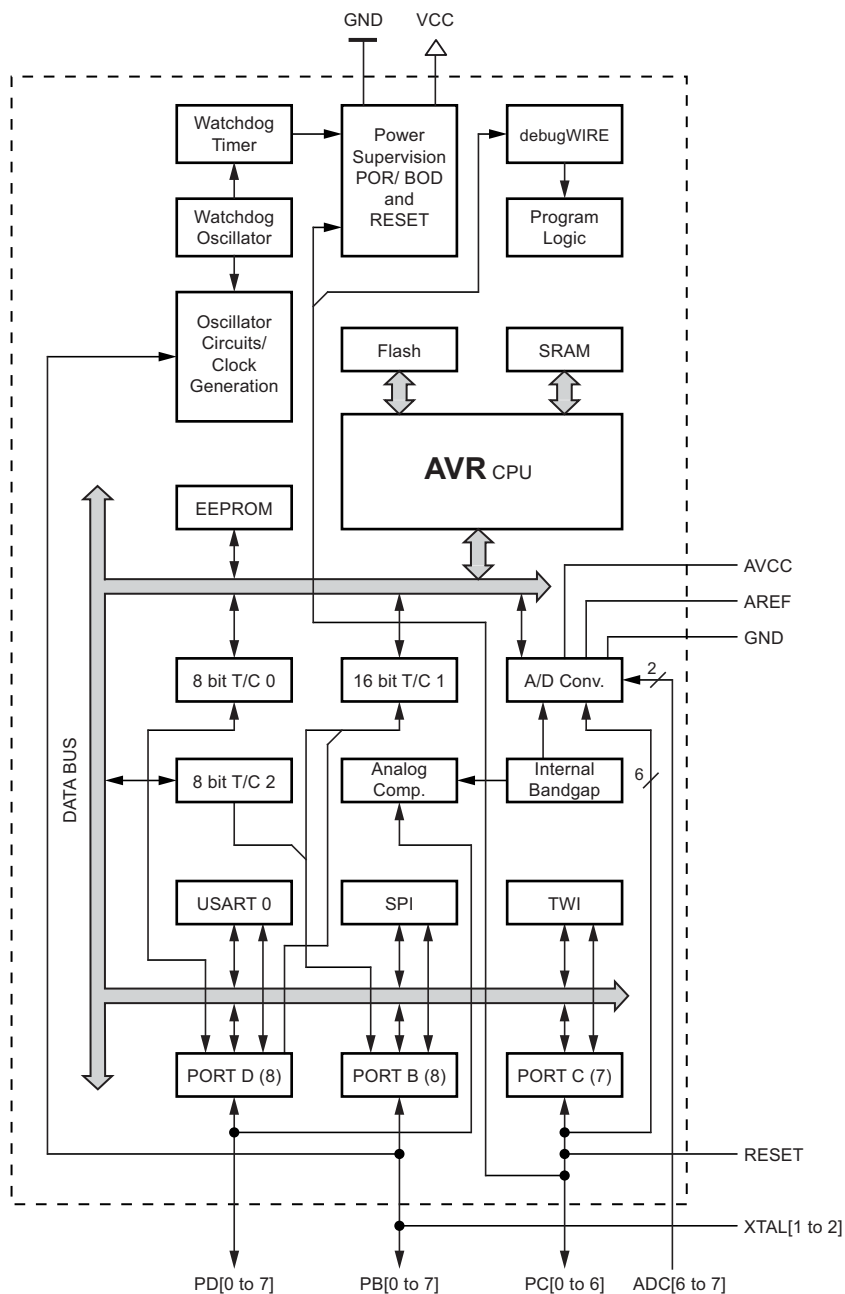 GND
VCC
Watchdog
Timer
Power
Supervision
POR/ BOD
and
RESET
debugWIRE
Watchdog
Oscillator
Program
Logic
Oscillator
Circuits/
Clock
Generation
Flash
SRAM
AVR CPU
EEPROM
AVCC
AREF
GND
8 bit T/C 0
16 bit T/C 1
A/D Conv.
2
DATA BUS
8 bit T/C 2
Analog
Comp.
Internal
Bandgap
6
USART 0
SPI
TWI
PORT D (8)
PORT B (8)
PORT C (7)
RESET
XTAL[1 to 2]
PD[0 to 7]
PB[0 to 7]
PC[0 to 6]
ADC[6 to 7]